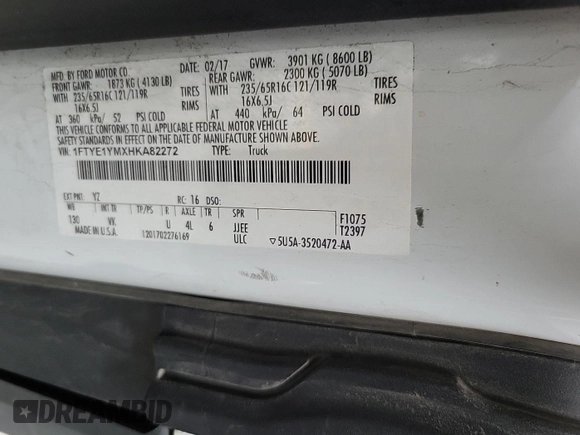 MFD. BY FORD MOTOR CO. DATE: 02/17 GVWR: 3901 KG ( 8600 LB)
FRONT GAWR: 1873 KG ( 4130 LB) REAR GAWR: 2300 KG ( 5070 LB)
WITH 235/65R16C 121/119R TIRES WITH 235/65R16C 121/119R TIRES
16X6.5J RIMS 16X6.5J RIMS
AT 360 kPa/ 52 PSI COLD AT 440 kPa/ 64 PSI COLD
THIS VEHICLE CONFORMS TO ALL APPLICABLE FEDERAL MOTOR VEHICLE
SAFETY STANDARDS IN EFFECT ON THE DATE OF MANUFACTURE SHOWN ABOVE.
VIN: 1FTYE1YMXHKA82272 TYPE: Truck
EXT PNT: YZ RC: 16 DSO:
WB TP/PS R AXLE TR SPR F1075
130 VK U 4L 6 JJEE T2397
MADE IN U.S.A. 1201702276169 ULC 5U5A-3520472-AA
DREAMBID